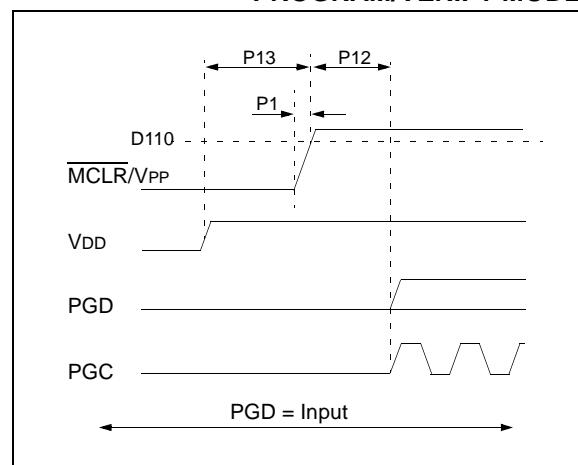 PROGRAM/VERIFY MODE
P13
P12
P1
D110
MCLR/VPP
VDD
PGD
PGC
PGD = Input